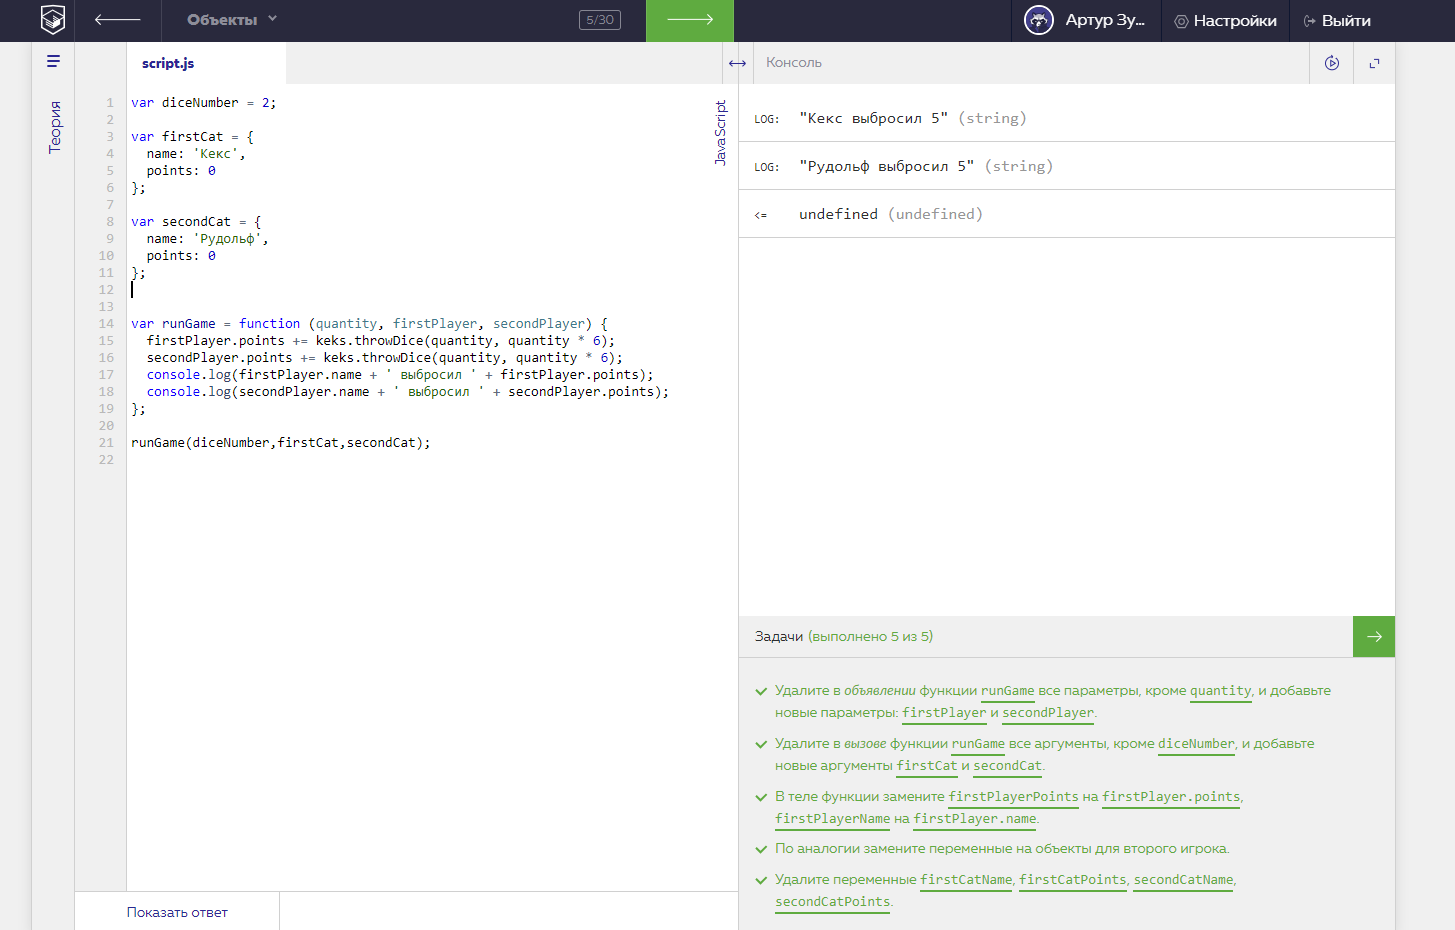 Объекты
5/30
Артур Зу...
Настройки
Выйти
Теория
script.js
JavaScript
1 var diceNumber = 2;
2
3 var firstCat = {
4 name: 'Кекс',
5 points: 0
6 };
7
8 var secondCat = {
9 name: 'Рудольф',
10 points: 0
11 };
12
13
14 var runGame = function (quantity, firstPlayer, secondPlayer) {
15 firstPlayer.points += keks.throwDice(quantity, quantity * 6);
16 secondPlayer.points += keks.throwDice(quantity, quantity * 6);
17 console.log(firstPlayer.name + ' выбросил ' + firstPlayer.points);
18 console.log(secondPlayer.name + ' выбросил ' + secondPlayer.points);
19 };
20
21 runGame(diceNumber,firstCat,secondCat);
22
Показать ответ
Консоль
LOG: "Кекс выбросил 5" (string)
LOG: "Рудольф выбросил 5" (string)
<= undefined (undefined)
Задачи (выполнено 5 из 5)
Удалите в объявлении функции runGame все параметры, кроме quantity, и добавьте
новые параметры: firstPlayer и secondPlayer.
Удалите в вызове функции runGame все аргументы, кроме diceNumber, и добавьте
новые аргументы firstCat и secondCat.
В теле функции замените firstPlayerPoints на firstPlayer.points,
firstPlayerName на firstPlayer.name.
По аналогии замените переменные на объекты для второго игрока.
Удалите переменные firstCatName, firstCatPoints, secondCatName,
secondCatPoints.